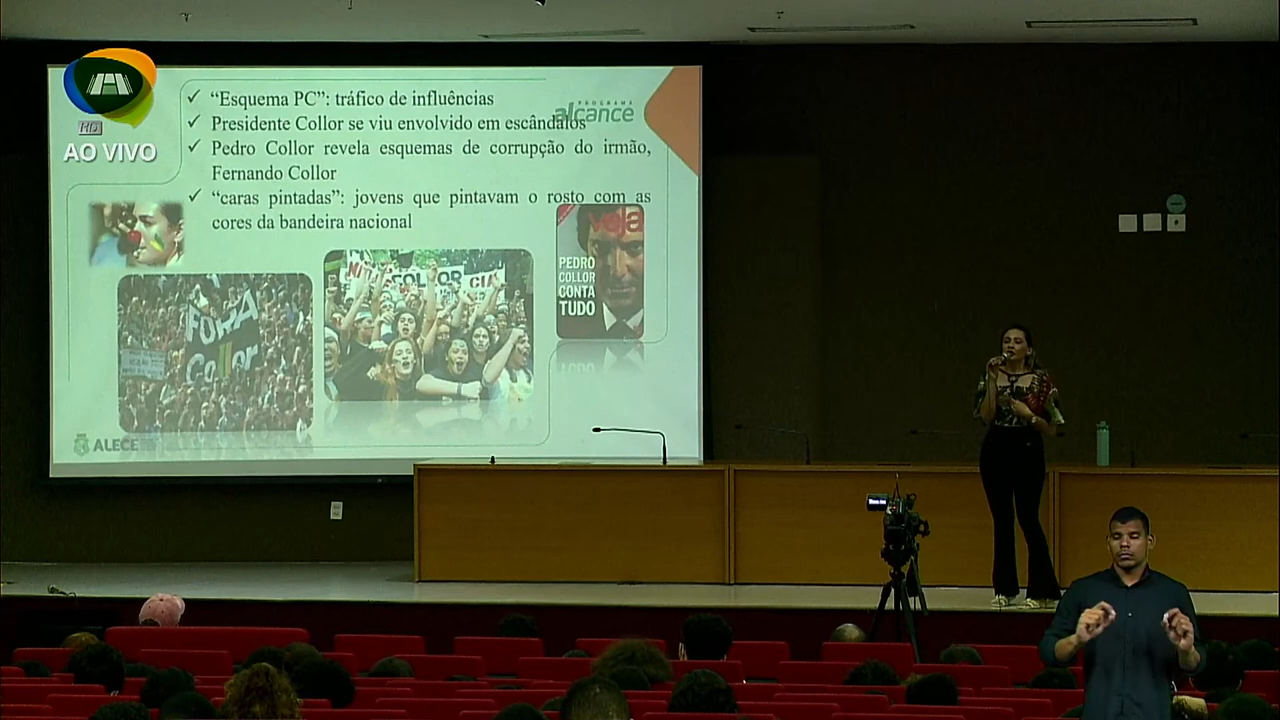 HD
AO VIVO
✓ “Esquema PC”: tráfico de influências
PROGRAMA
alcance
✓ Presidente Collor se viu envolvido em escândalos
✓ Pedro Collor revela esquemas de corrupção do irmão,
Fernando Collor
✓ “caras pintadas”: jovens que pintavam o rosto com as
cores da bandeira nacional
veja
PEDRO
COLLOR
CONTA
TUDO
COLLOR
CIA
FORA
Collor
ALECE